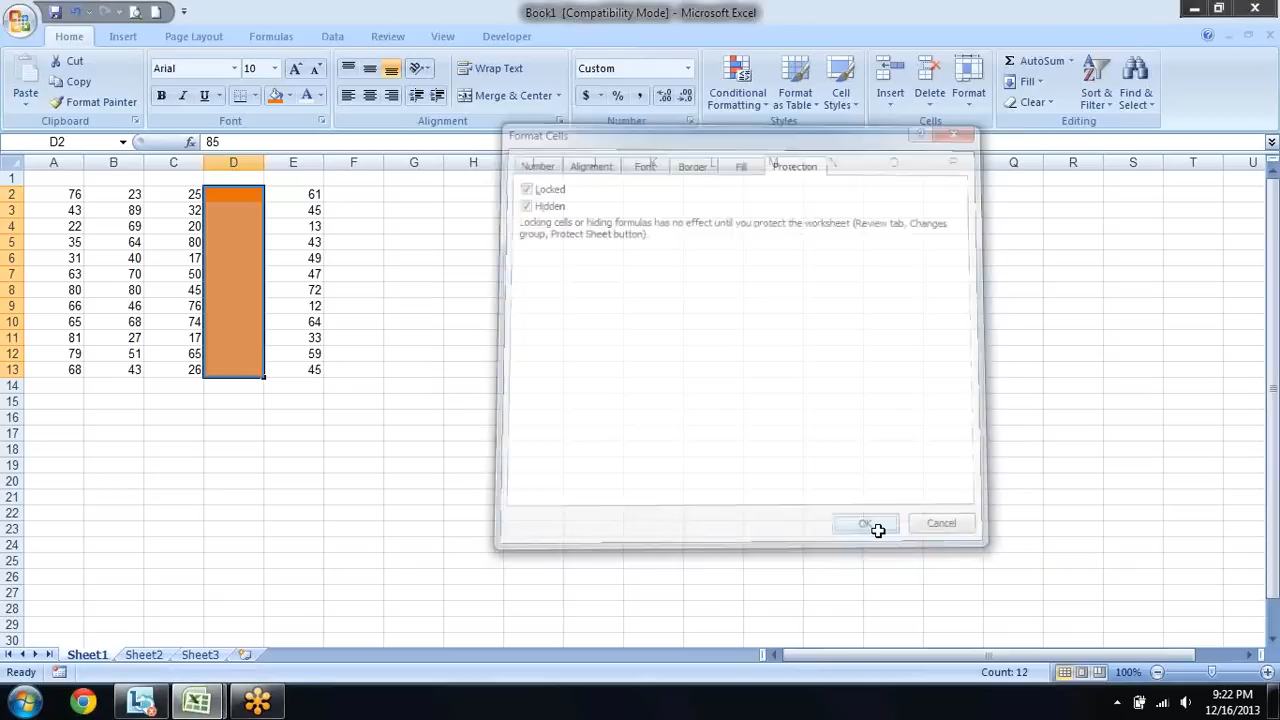 Book1 [Compatibility Mode] - Microsoft Excel
Home Insert Page Layout Formulas Data Review View Developer
Paste
Cut
Copy
Format Painter
Clipboard
Arial 10
B I U
Font
Wrap Text
Merge & Center
Alignment
Custom
$ % ,
Number
Conditional Formatting
Format as Table
Cell Styles
Styles
Insert Delete Format
Cells
AutoSum
Fill
Clear
Sort & Filter
Find & Select
Editing
D2 fx 85
A B C D E F G H Q R S T U
1
2 76 23 25 61
3 43 89 32 45
4 22 69 20 13
5 35 64 80 43
6 31 40 17 49
7 63 70 50 47
8 80 80 45 72
9 66 46 76 12
10 65 68 74 64
11 81 27 17 33
12 79 51 65 59
13 68 43 26 45
14
15
16
17
18
19
20
21
22
23
24
25
26
27
28
29
30
Format Cells
Number Alignment Font Border Fill Protection
Locked
Hidden
Locking cells or hiding formulas has no effect until you protect the worksheet (Review tab, Changes
group, Protect Sheet button).
OK Cancel
Sheet1 Sheet2 Sheet3
Ready Count: 12 100%
9:22 PM
12/16/2013